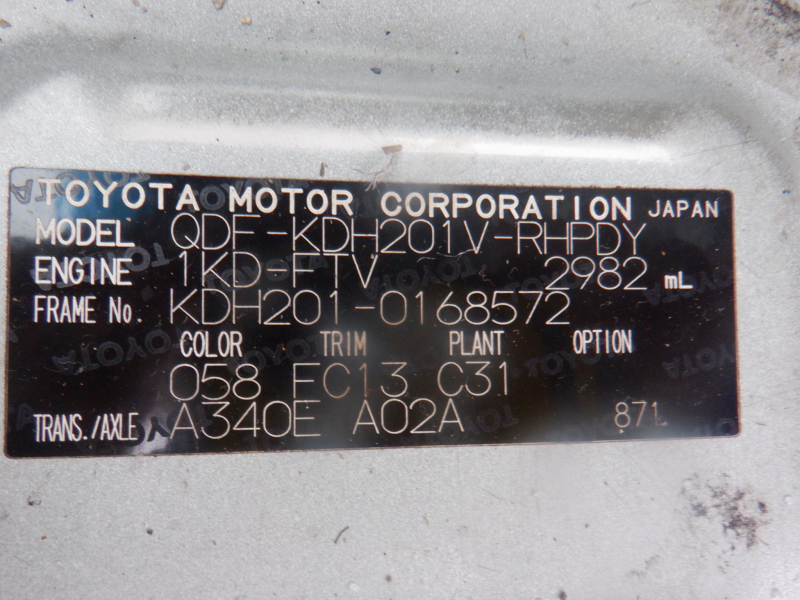 TOYOTA MOTOR CORPORATION JAPAN
MODEL QDF-KDH201V-RHPDY
ENGINE 1KD-FTV 2982 mL
FRAME No. KDH201-0168572
COLOR TRIM PLANT OPTION
058 FC13 C31
TRANS./AXLE A340E A02A 871